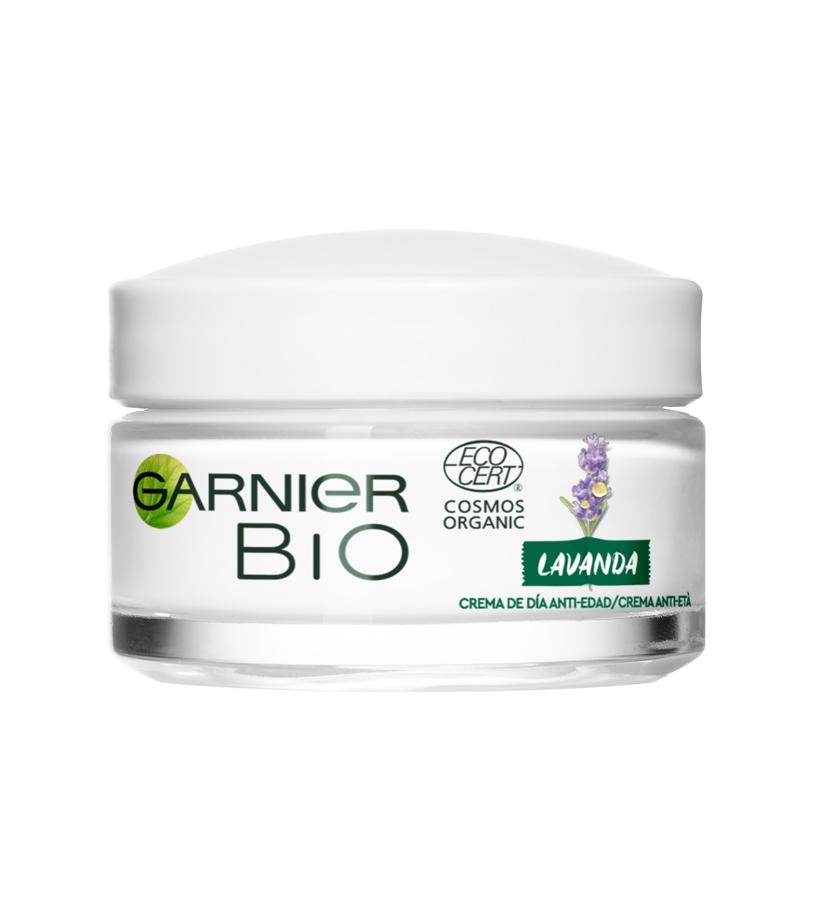 GARNIER
BIO
ECO
CERT
®
COSMOS
ORGANIC
LAVANDA
CREMA DE DÍA ANTI-EDAD/CREMA ANTI-ETÀ